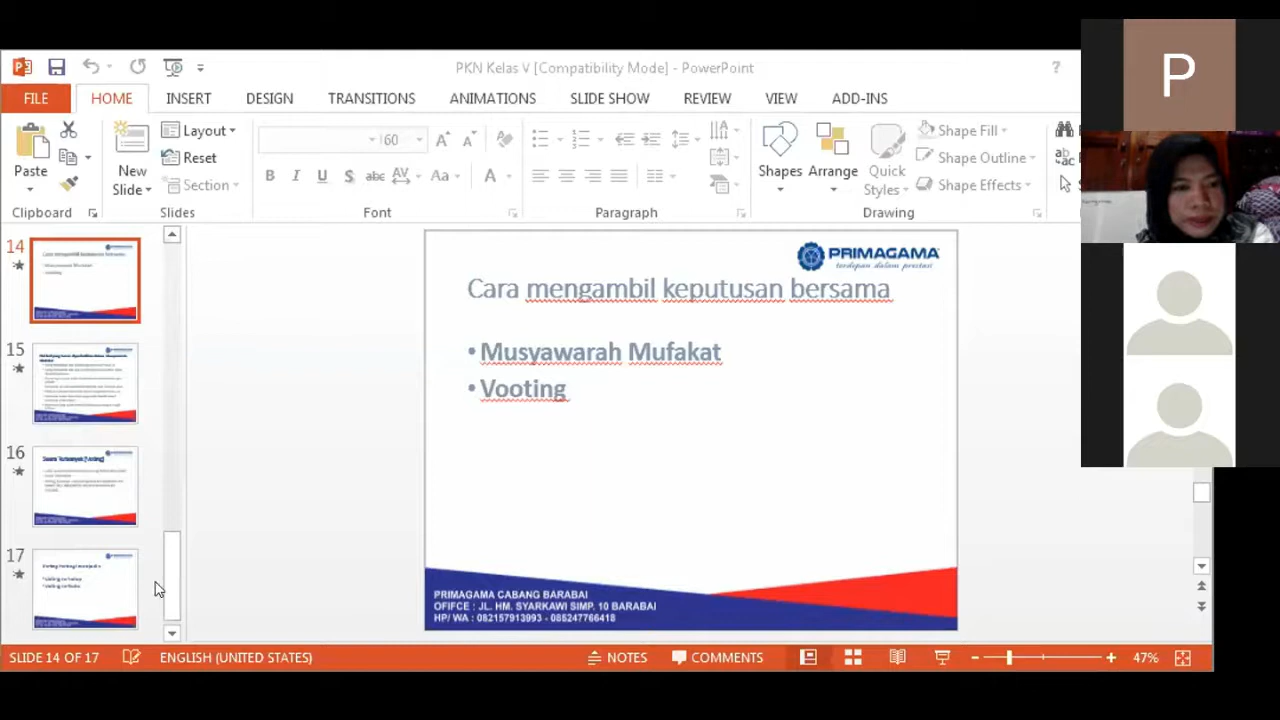 PKN Kelas V [Compatibility Mode] - PowerPoint
?
P
FILE HOME INSERT DESIGN TRANSITIONS ANIMATIONS SLIDE SHOW REVIEW VIEW ADD-INS
Paste
New
Slide
Layout
Reset
Section
60
B I U S abc AV Aa A
Shapes
Arrange
Quick
Styles
Shape Fill
Shape Outline
Shape Effects
Clipboard Slides Font Paragraph Drawing
14
15
16
17
PRIMAGAMA
terdepan dalam prestasi
Cara mengambil keputusan bersama
• Musyawarah Mufakat
• Vooting
PRIMAGAMA CABANG BARABAI
OFIFCE : JL. HM. SYARKAWI SIMP. 10 BARABAI
HP/ WA : 082157913993 - 085247766418
SLIDE 14 OF 17 ENGLISH (UNITED STATES) NOTES COMMENTS 47%